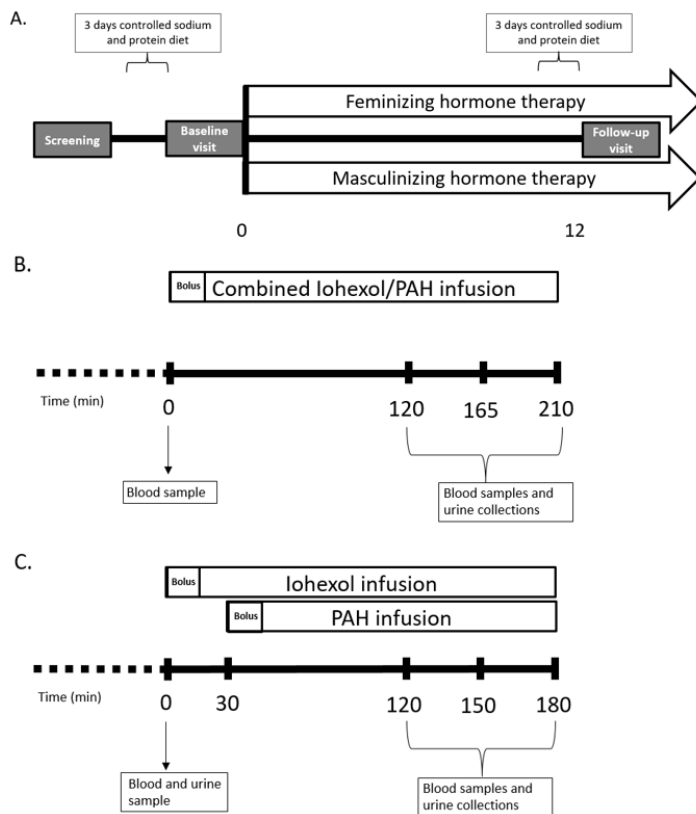 A.
3 days controlled sodium
and protein diet
3 days controlled sodium
and protein diet
Feminizing hormone therapy
Screening
Baseline
visit
Follow-up
visit
Masculinizing hormone therapy
0
12
B.
Bolus
Combined Iohexol/PAH infusion
Time (min)
0
120
165
210
Blood sample
Blood samples and
urine collections
C.
Bolus
Iohexol infusion
Bolus
PAH infusion
Time (min)
0
30
120
150
180
Blood and urine
sample
Blood samples and
urine collections